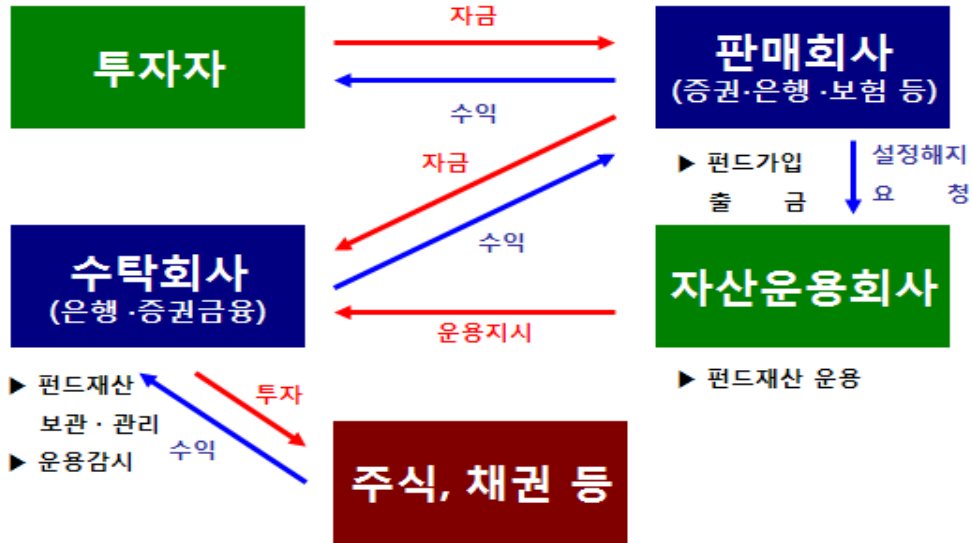 자금
투자자
판매회사
(증권·은행 ·보험 등)
수익
자금
▶ 펀드가입
출 금
설정해지
요 청
수익
수탁회사
(은행 ·증권금융)
자산운용회사
운용지시
▶ 펀드재산
보관 · 관리
▶ 운용감시
투자
수익
▶ 펀드재산 운용
주식, 채권 등